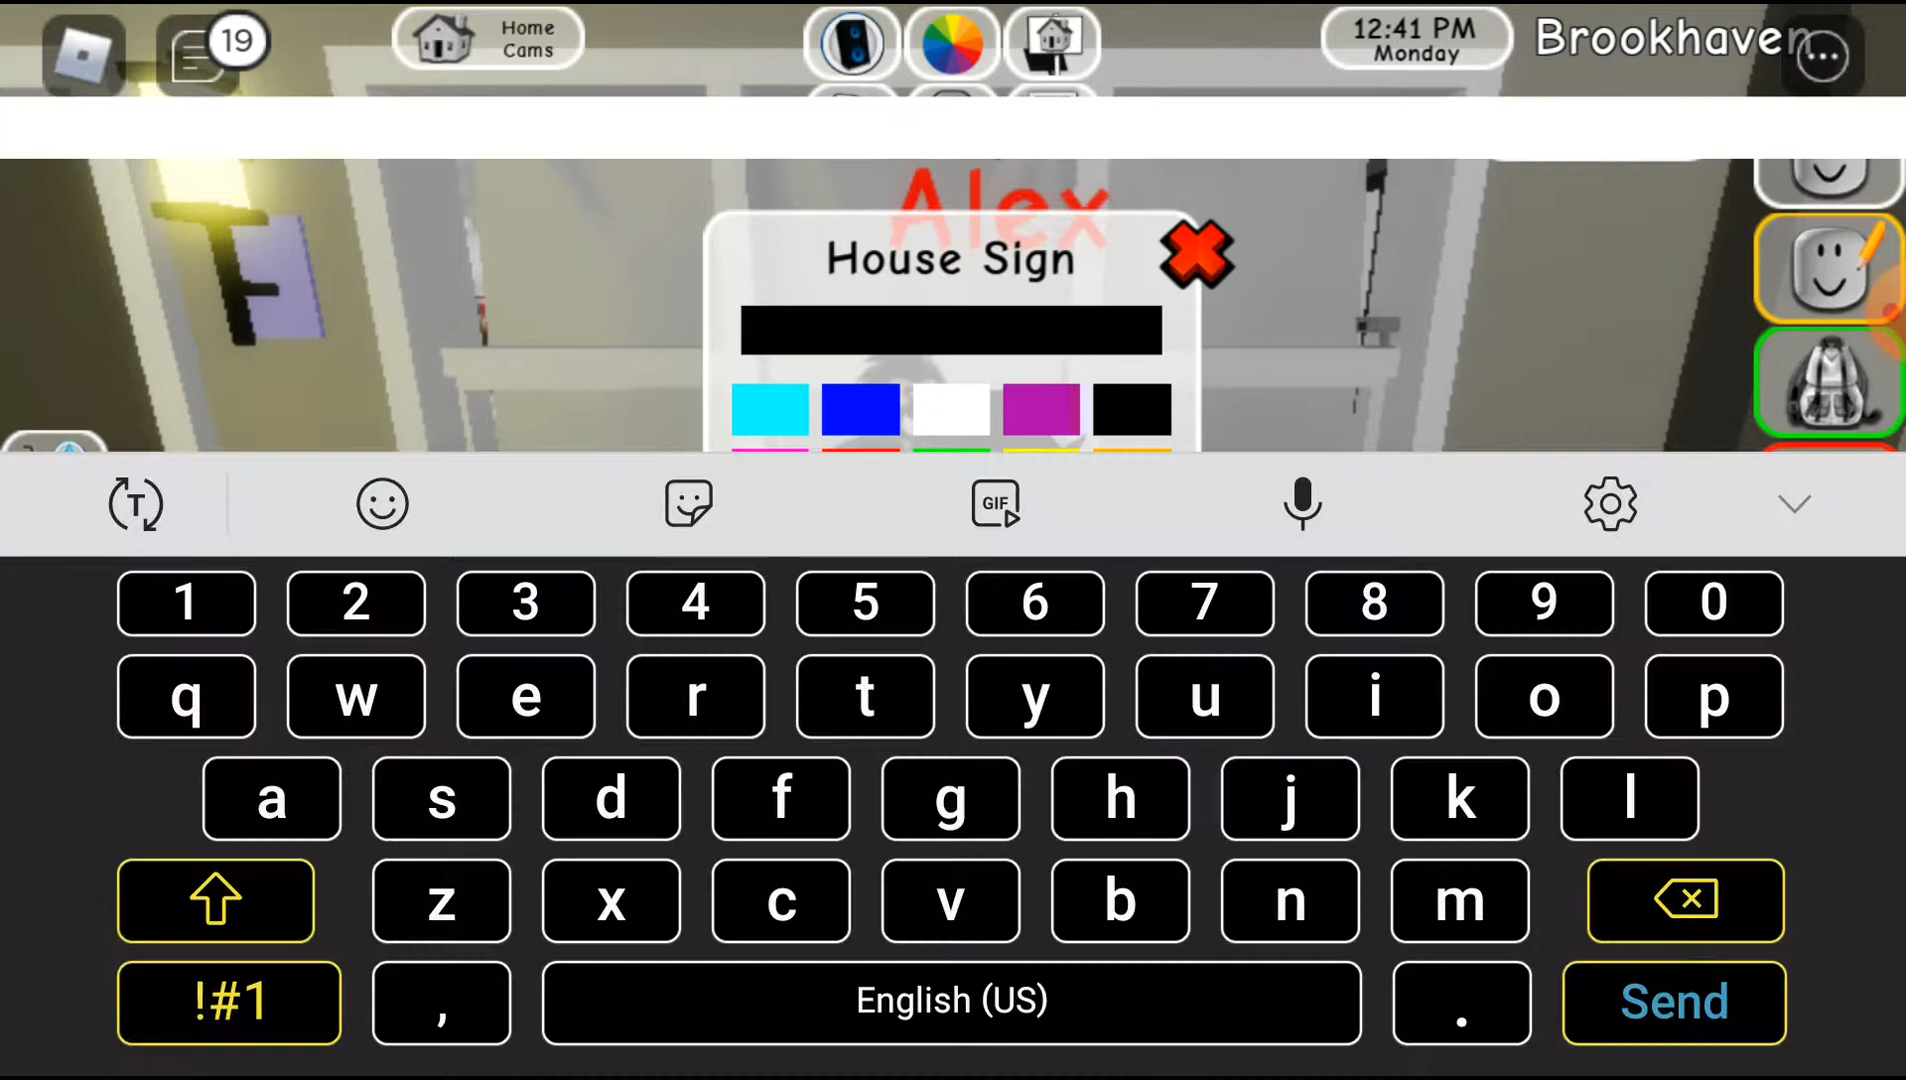 19
Home
Cams
12:41 PM
Monday
Brookhaven
Alex
House Sign
T
GIF
1 2 3 4 5 6 7 8 9 0
q w e r t y u i o p
a s d f g h j k l
z x c v b n m
!#1 , English (US) . Send